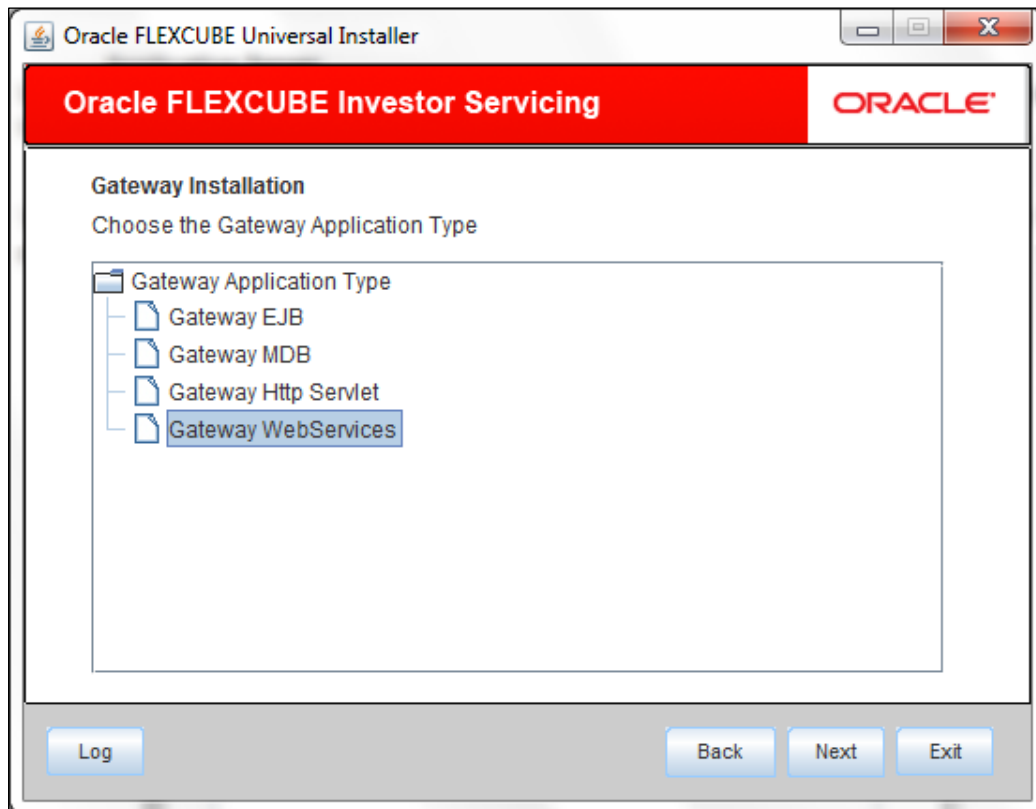 Oracle FLEXCUBE Universal Installer
Oracle FLEXCUBE Investor Servicing
ORACLE
Gateway Installation
Choose the Gateway Application Type
Gateway Application Type
Gateway EJB
Gateway MDB
Gateway Http Servlet
Gateway WebServices
Log Back Next Exit